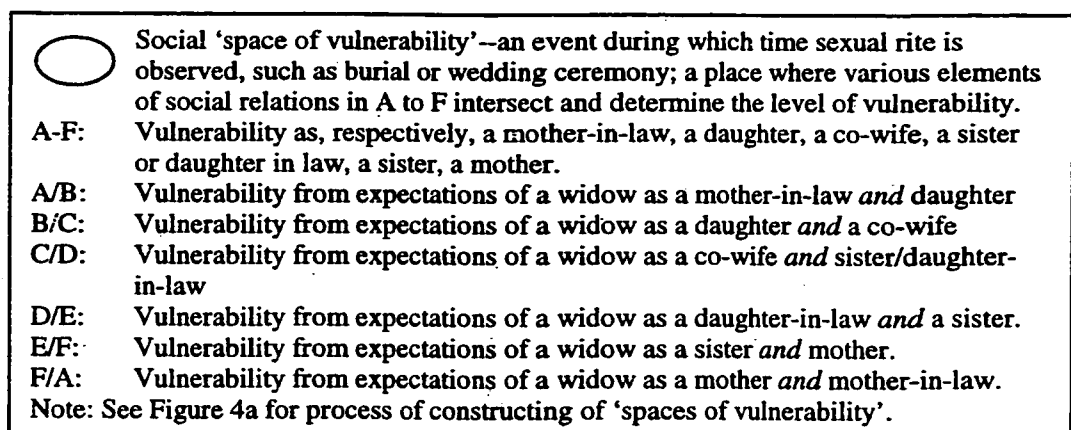 Social 'space of vulnerability'–an event during which time sexual rite is
observed, such as burial or wedding ceremony; a place where various elements
of social relations in A to F intersect and determine the level of vulnerability.
A-F: Vulnerability as, respectively, a mother-in-law, a daughter, a co-wife, a sister
or daughter in law, a sister, a mother.
A/B: Vulnerability from expectations of a widow as a mother-in-law and daughter
B/C: Vulnerability from expectations of a widow as a daughter and a co-wife
C/D: Vulnerability from expectations of a widow as a co-wife and sister/daughter-
in-law
D/E: Vulnerability from expectations of a widow as a daughter-in-law and a sister.
E/F: Vulnerability from expectations of a widow as a sister and mother.
F/A: Vulnerability from expectations of a widow as a mother and mother-in-law.
Note: See Figure 4a for process of constructing of 'spaces of vulnerability'.